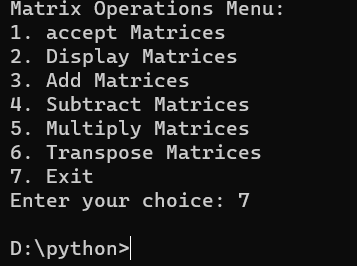 Matrix Operations Menu:
1. accept Matrices
2. Display Matrices
3. Add Matrices
4. Subtract Matrices
5. Multiply Matrices
6. Transpose Matrices
7. Exit
Enter your choice: 7
D:\python>